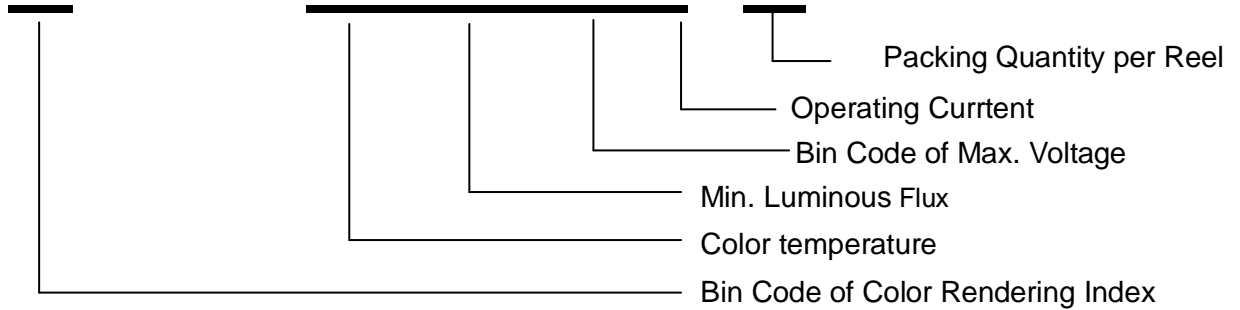 Packing Quantity per Reel
Operating Currtent
Bin Code of Max. Voltage
Min. Luminous Flux
Color temperature
Bin Code of Color Rendering Index